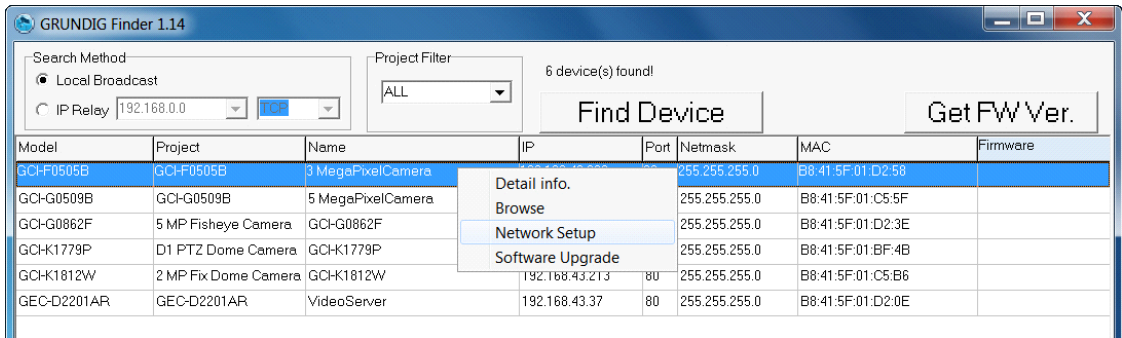 GRUNDIG Finder 1.14
Search Method
Local Broadcast
IP Relay 192.168.0.0 TCP
Project Filter
ALL
6 device(s) found!
Find Device
Get FW Ver.
Model Project Name IP Port Netmask MAC Firmware
GCI-F0505B GCI-F0505B 3 MegaPixelCamera 255.255.255.0 B8:41:5F:01:D2:58
GCI-G0509B GCI-G0509B 5 MegaPixelCamera 255.255.255.0 B8:41:5F:01:C5:5F
GCI-G0862F 5 MP Fisheye Camera GCI-G0862F 255.255.255.0 B8:41:5F:01:D2:3E
GCI-K1779P D1 PTZ Dome Camera GCI-K1779P 255.255.255.0 B8:41:5F:01:BF:4B
GCI-K1812W 2 MP Fix Dome Camera GCI-K1812W 192.168.43.213 80 255.255.255.0 B8:41:5F:01:C5:B6
GEC-D2201AR GEC-D2201AR VideoServer 192.168.43.37 80 255.255.255.0 B8:41:5F:01:D2:0E
Detail info.
Browse
Network Setup
Software Upgrade